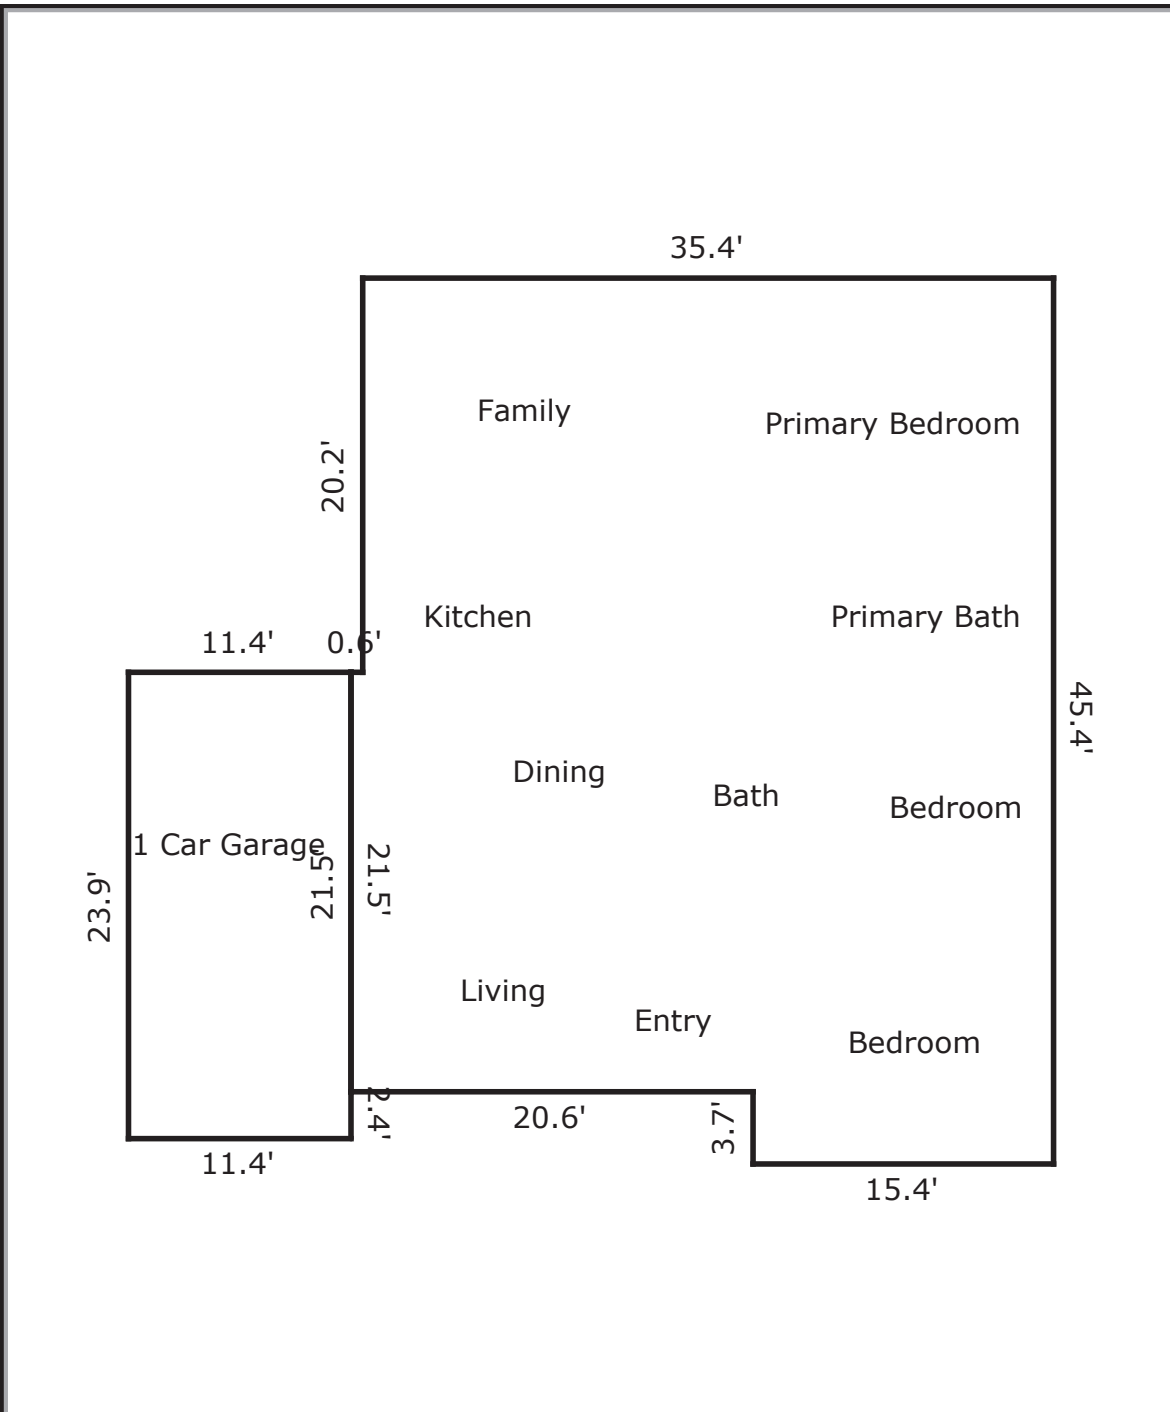 35.4'
Family
Primary Bedroom
20.2'
Kitchen
Primary Bath
11.4'
0.6'
45.4'
Dining
Bath
Bedroom
1 Car Garage
21.5'
21.5'
23.9'
Living
Entry
Bedroom
2.4'
20.6'
3.7'
11.4'
15.4'